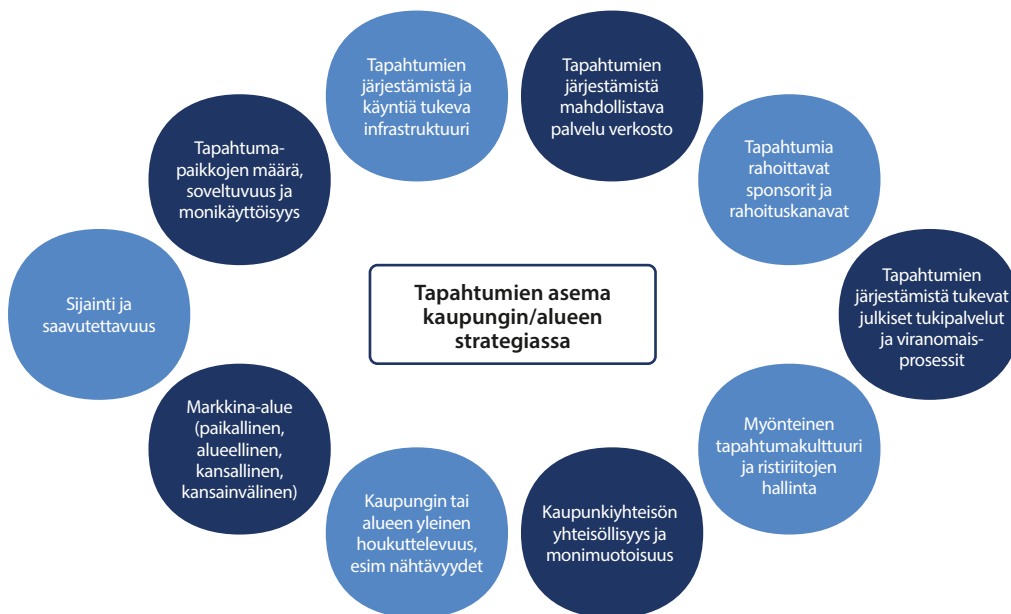 Tapahtumien
järjestämistä ja
käyntiä tukeva
infrastruktuuri
Tapahtumien
järjestämistä
mahdollistava
palvelu verkosto
Tapahtuma-
paikkojen määrä,
soveltuvuus ja
monikäyttöisyys
Tapahtumia
rahoittavat
sponsorit ja
rahoituskanavat
Sijainti ja
saavutettavuus
Tapahtumien asema
kaupungin/alueen
strategiassa
Tapahtumien
järjestämistä tukevat
julkiset tukipalvelut
ja viranomais-
prosessit
Markkina-alue
(paikallinen,
alueellinen,
kansallinen,
kansainvälinen)
Myönteinen
tapahtumakulttuuri
ja ristiriitojen
hallinta
Kaupungin tai
alueen yleinen
houkuttelevuus,
esim nähtävyydet
Kaupunkiyhteisön
yhteisöllisyys ja
monimuotoisuus